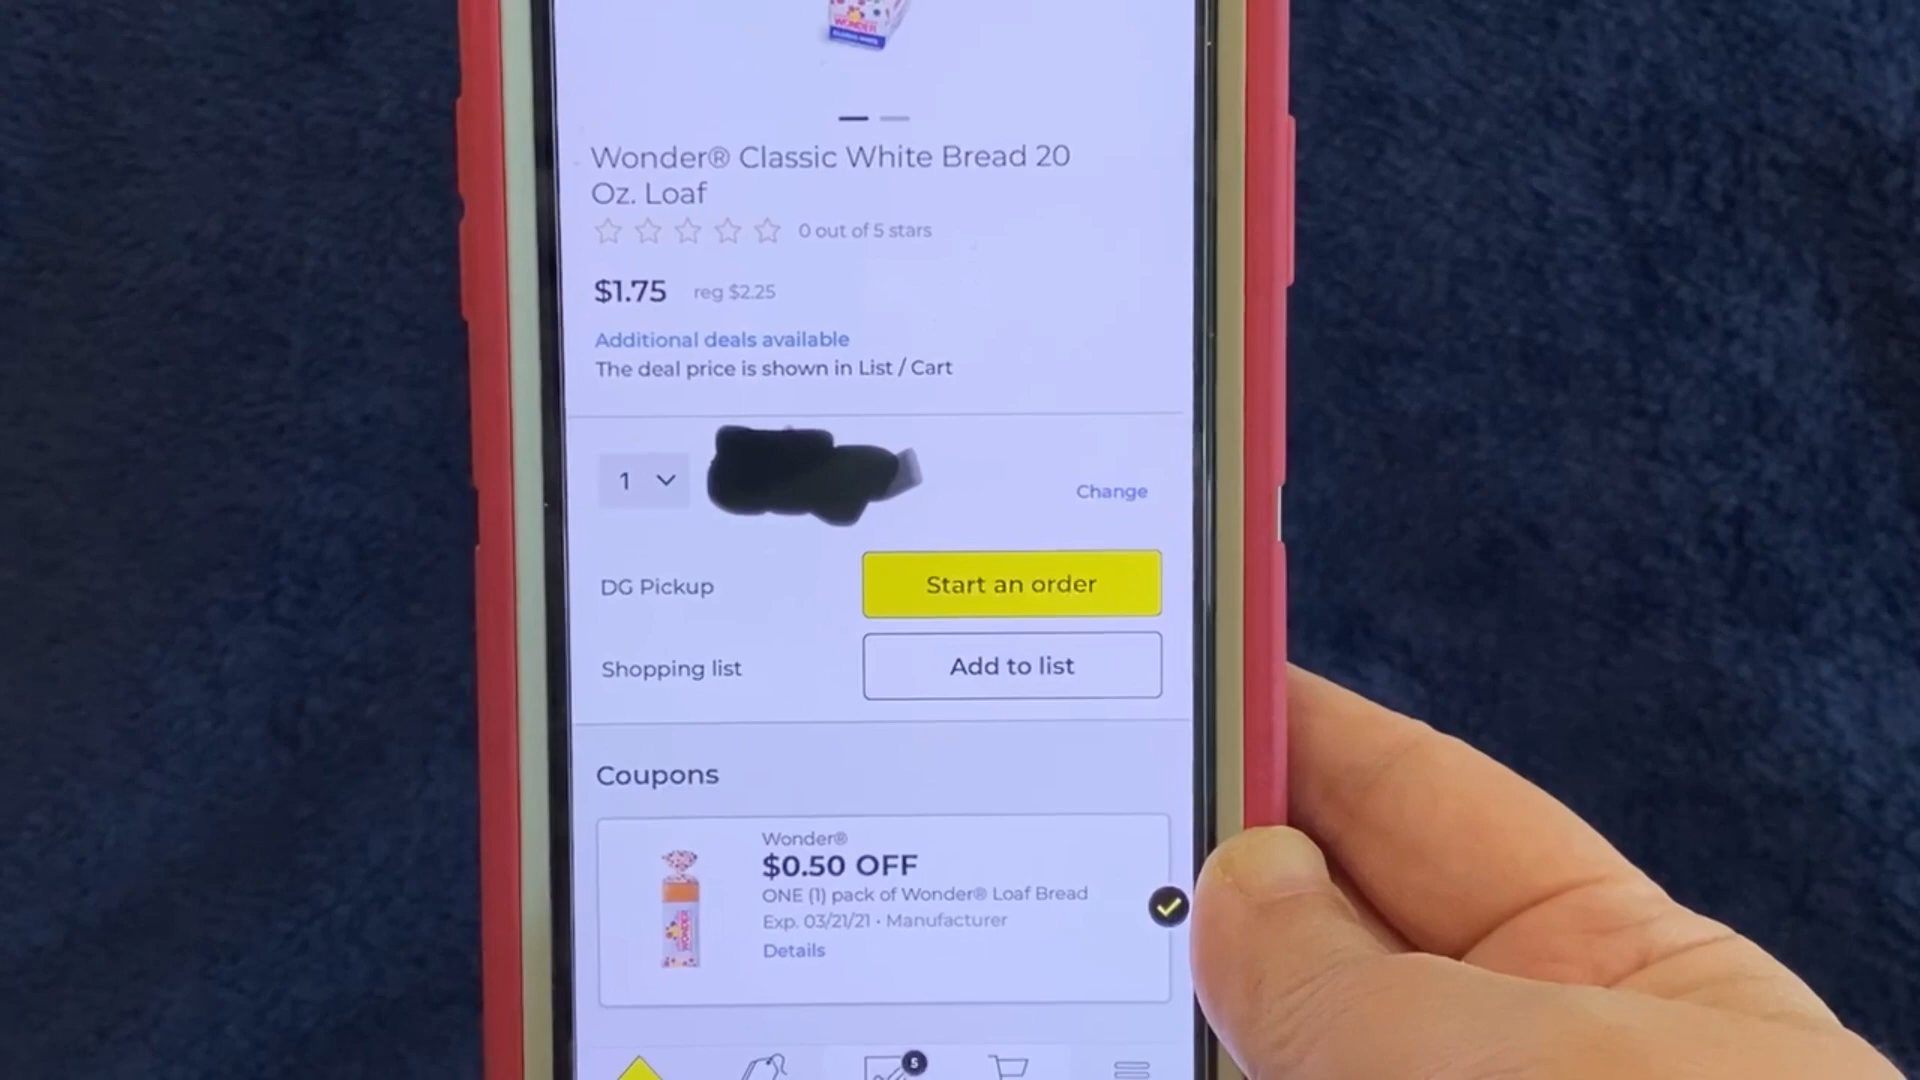 WONDER
Wonder® Classic White Bread 20
Oz. Loaf
0 out of 5 stars
$1.75 reg $2.25
Additional deals available
The deal price is shown in List / Cart
1
Change
DG Pickup
Start an order
Shopping list
Add to list
Coupons
Wonder®
$0.50 OFF
ONE (1) pack of Wonder® Loaf Bread
Exp. 03/21/21 • Manufacturer
Details
WONDER
5